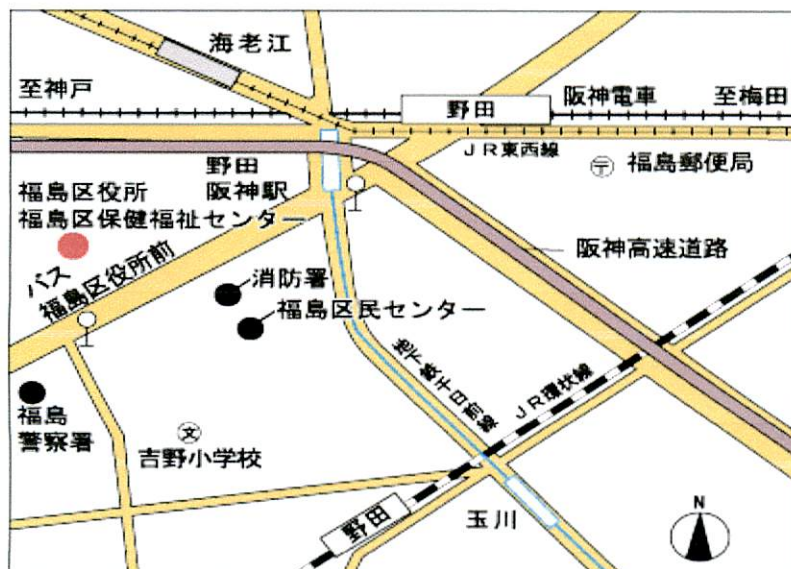 海老江
至神戸
野田
阪神電車
至梅田
JR東西線
野田
阪神駅
福島郵便局
福島区役所
福島区保健福祉センター
バス
福島区役所前
阪神高速道路
消防署
福島区民センター
地下鉄千日前線
JR環状線
福島
警察署
文
吉野小学校
野田
玉川
N